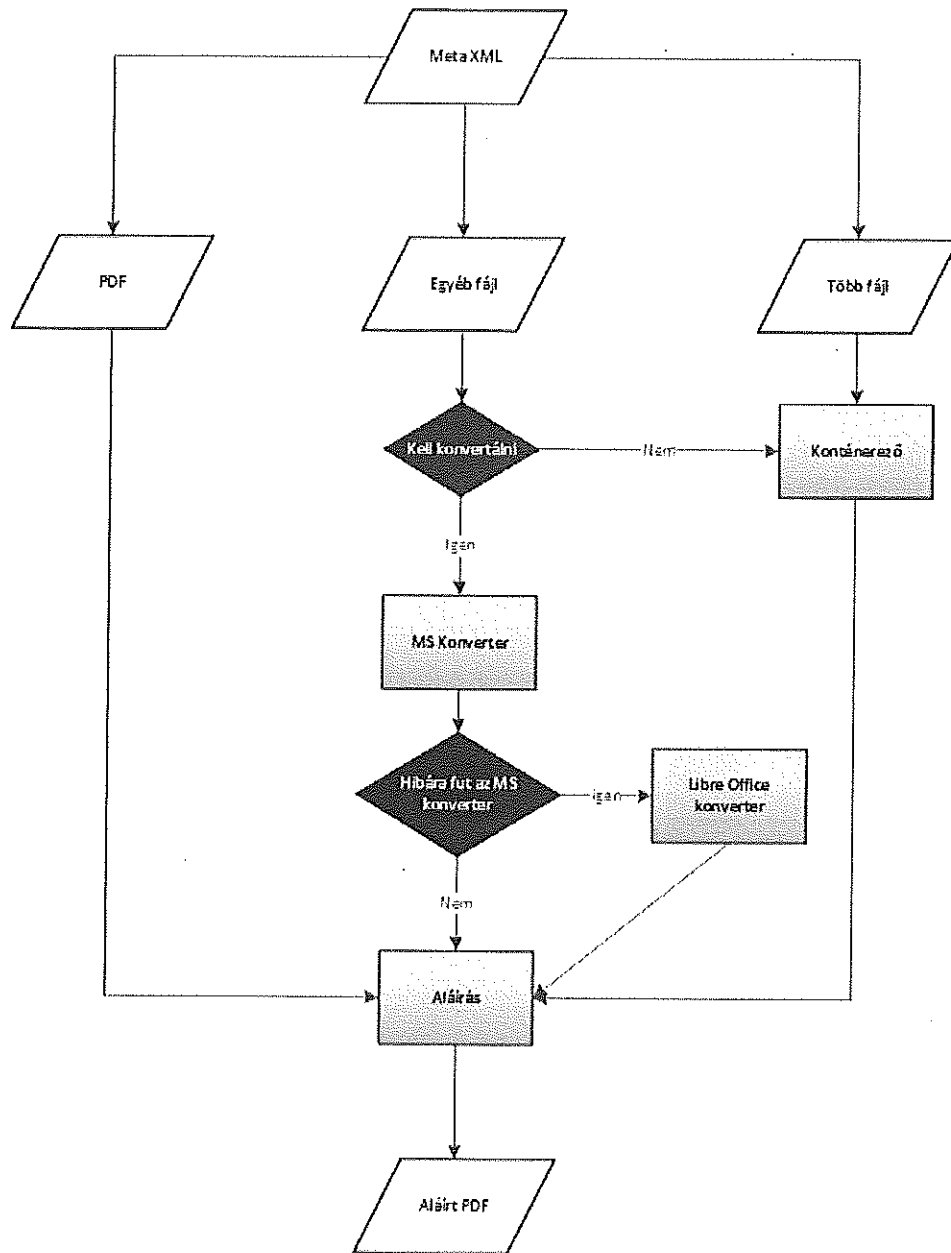 Meta XML
PDF
Egyéb fájl
Több fájl
Kell konvertálni
Nem
Konténerező
Igen
MS Konverter
Hibára fut az MS
konverter
Igen
Libre Office
konverter
Nem
Aláírás
Aláírt PDF